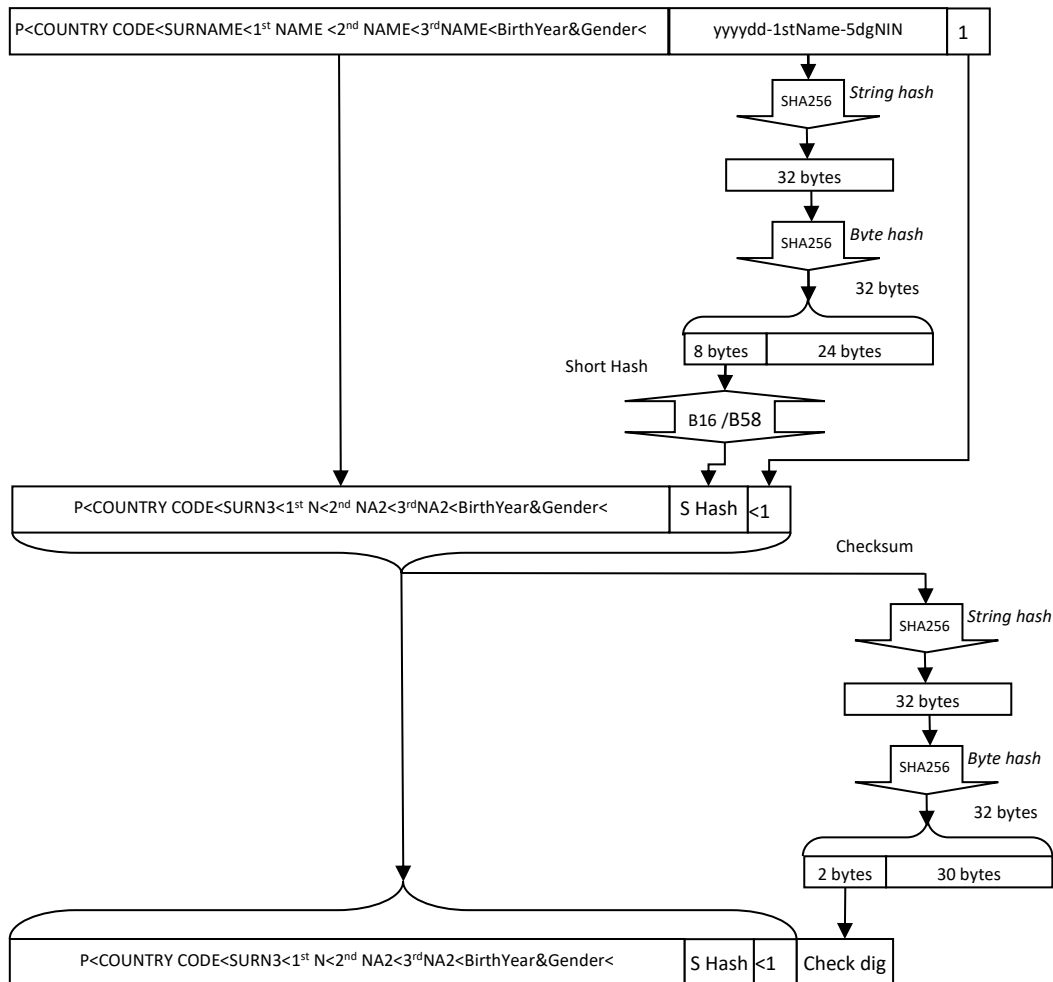 P<COUNTRY CODE<SURNAME<1st NAME <2nd NAME<3rdNAME<BirthYear&Gender< yyyydd-1stName-5dgNIN 1
SHA256 String hash
32 bytes
SHA256 Byte hash
32 bytes
8 bytes 24 bytes
Short Hash
B16 /B58
P<COUNTRY CODE<SURN3<1st N<2nd NA2<3rdNA2<BirthYear&Gender< S Hash <1
Checksum
SHA256 String hash
32 bytes
SHA256 Byte hash
32 bytes
2 bytes 30 bytes
P<COUNTRY CODE<SURN3<1st N<2nd NA2<3rdNA2<BirthYear&Gender< S Hash <1 Check dig